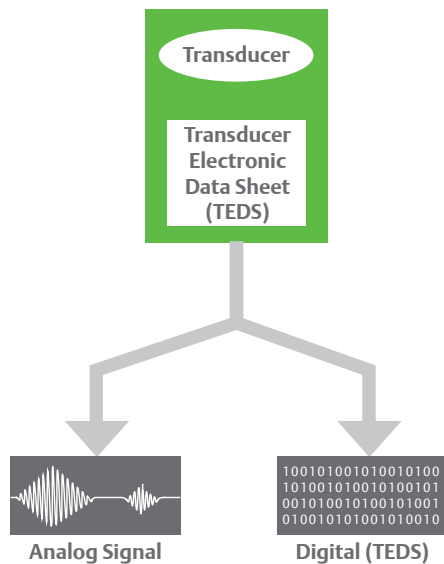 Transducer
Transducer
Electronic
Data Sheet
(TEDS)
100101001010010100
101001010010100101
001010010100101001
010010101001010010
Analog Signal
Digital (TEDS)